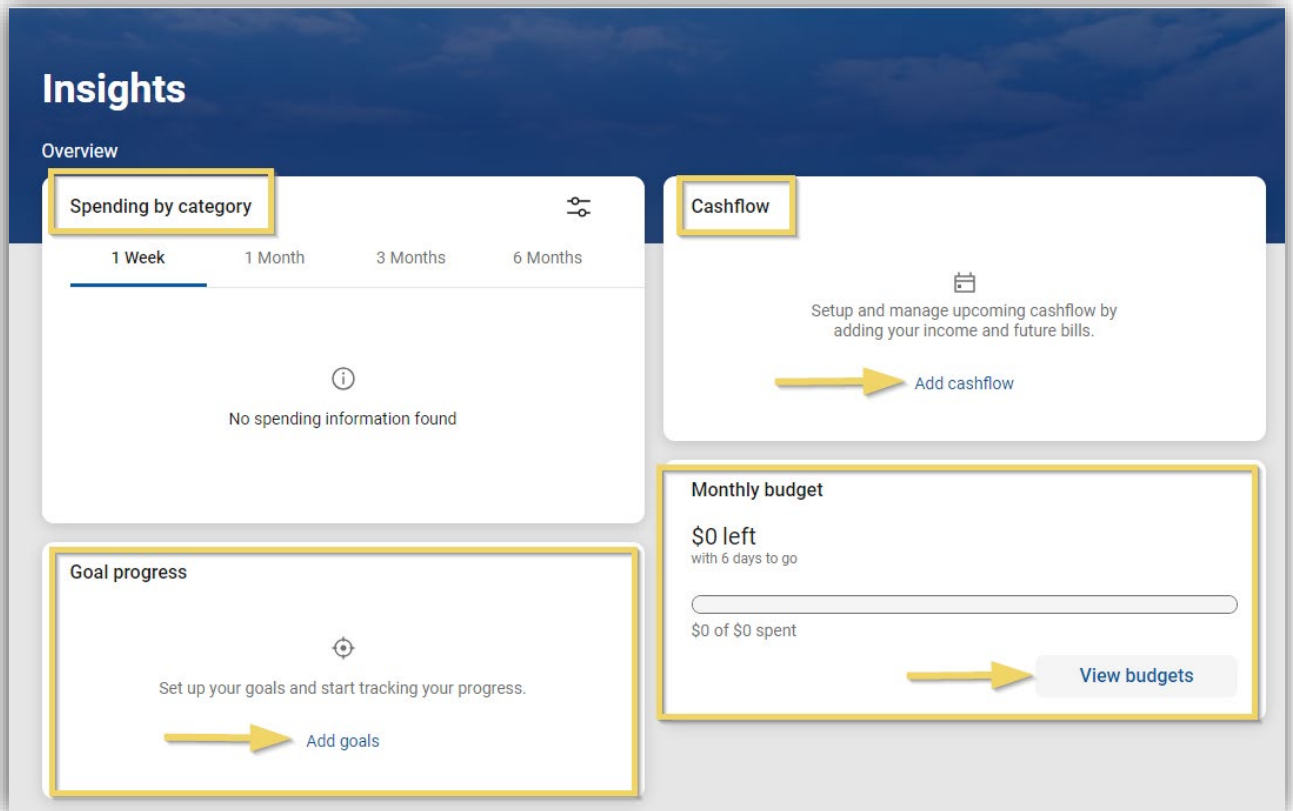 Insights
Overview
Spending by category
1 Week 1 Month 3 Months 6 Months
No spending information found
Goal progress
Set up your goals and start tracking your progress.
Add goals
Cashflow
Setup and manage upcoming cashflow by
adding your income and future bills.
Add cashflow
Monthly budget
$0 left
with 6 days to go
$0 of $0 spent
View budgets